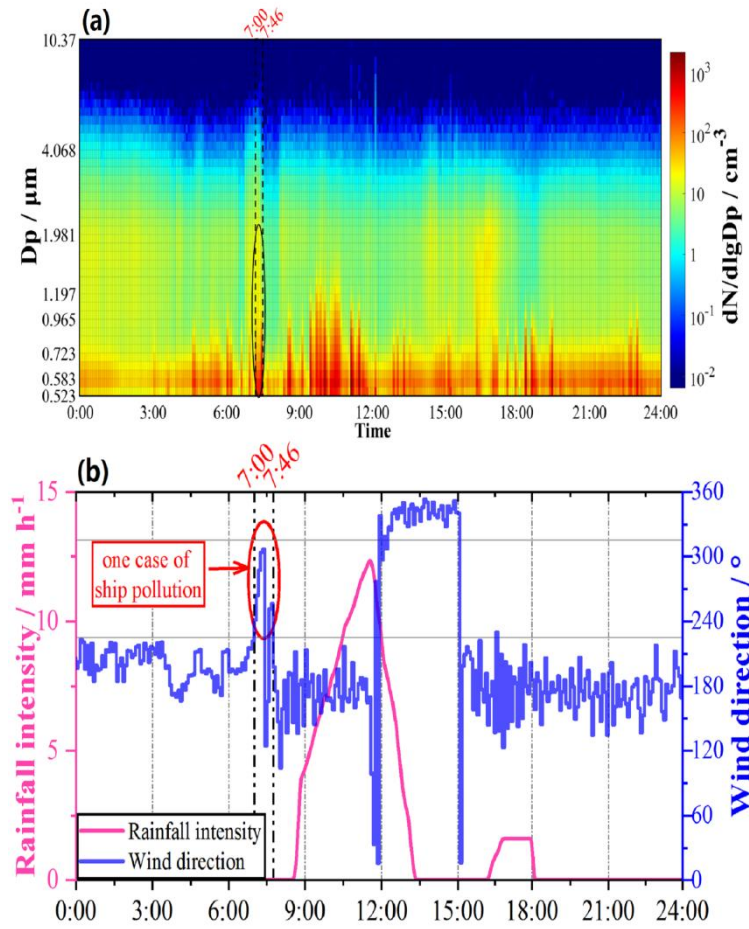 (a)
7:00
7:46
10.37
4.068
1.981
1.197
0.965
0.723
0.583
0.523
Dp / μm
0:00 3:00 6:00 9:00 12:00 15:00 18:00 21:00 24:00
Time
10³
10²
10
1
10⁻¹
10⁻²
dN/dlgDp / cm⁻³
(b)
7:00
7:46
15
10
5
0
Rainfall intensity / mm h⁻¹
one case of
ship pollution
Rainfall intensity
Wind direction
360
300
240
180
120
60
0
Wind direction / °
0:00 3:00 6:00 9:00 12:00 15:00 18:00 21:00 24:00